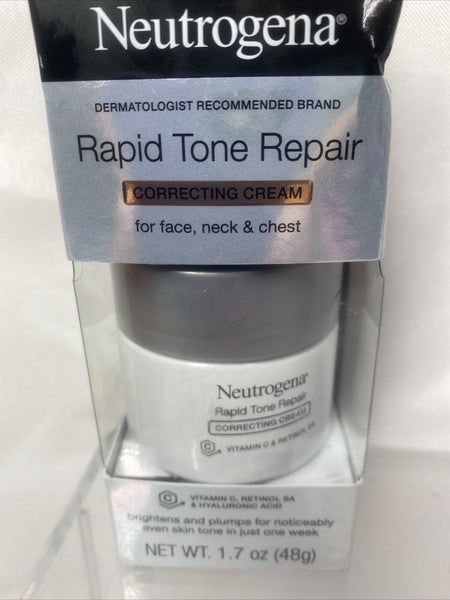 Neutrogena®
DERMATOLOGIST RECOMMENDED BRAND
Rapid Tone Repair
CORRECTING CREAM
for face, neck & chest
Neutrogena®
Rapid Tone Repair
CORRECTING CREAM
C VITAMIN C & RETINOL SA
C VITAMIN C, RETINOL SA
& HYALURONIC ACID
brightens and plumps for noticeably
even skin tone in just one week
NET WT. 1.7 oz (48g)